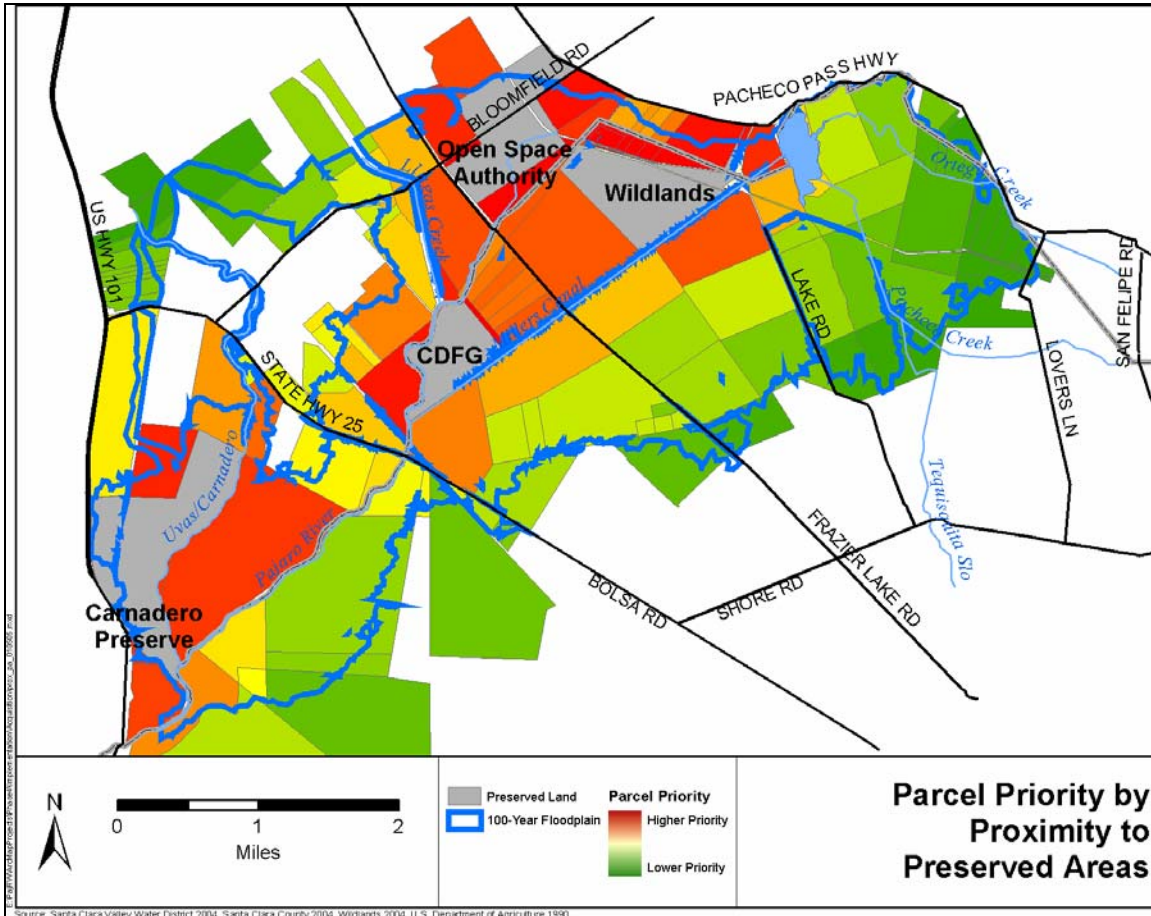 PACHECO PASS HWY
BLOOMFIELD RD
Open Space
Authority
Wildlands
Creek
US HWY 101
Creek
LAKE RD
SAN FELIPE RD
Pacheco Creek
CDFG
STATE HWY 25
LOVERS LN
Uvas/Carnadero
Pajaro River
Tequisquita Slo
FRAZIER LAKE RD
BOLSA RD
SHORE RD
Carnadero
Preserve
N
0 1 2
Miles
Preserved Land
100-Year Floodplain
Parcel Priority
Higher Priority
Lower Priority
Parcel Priority by
Proximity to
Preserved Areas
Source: Santa Clara Valley Water District 2004, Santa Clara County 2004, Wildlands 2004, U.S. Department of Agriculture 1990